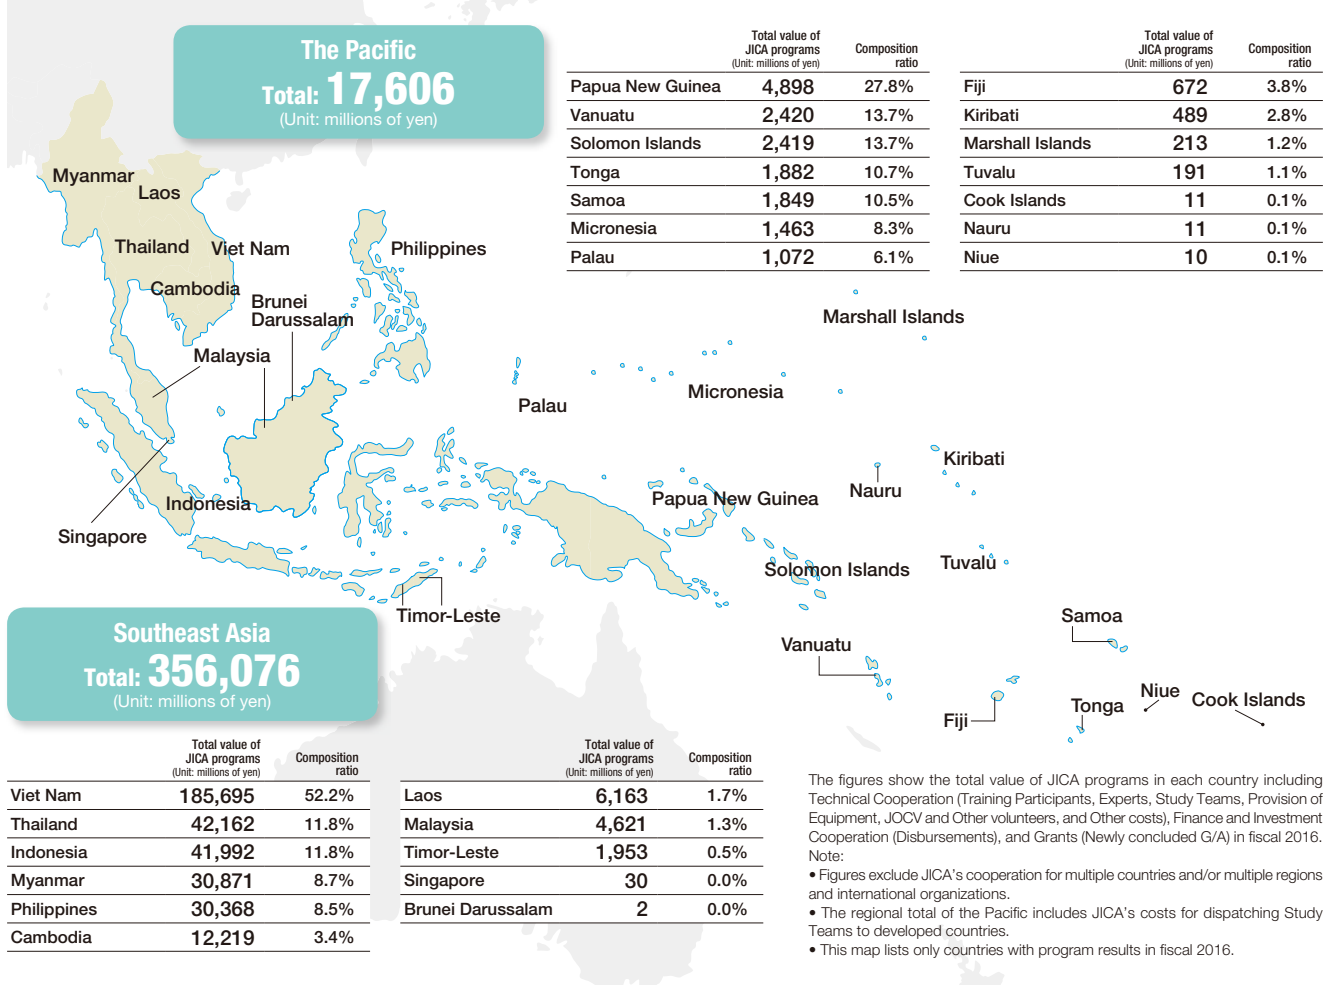 The Pacific
Total: 17,606
(Unit: millions of yen)
Total value of
JICA programs
(Unit: millions of yen)
Composition
ratio
Papua New Guinea 4,898 27.8%
Vanuatu 2,420 13.7%
Solomon Islands 2,419 13.7%
Tonga 1,882 10.7%
Samoa 1,849 10.5%
Micronesia 1,463 8.3%
Palau 1,072 6.1%
Total value of
JICA programs
(Unit: millions of yen)
Composition
ratio
Fiji 672 3.8%
Kiribati 489 2.8%
Marshall Islands 213 1.2%
Tuvalu 191 1.1%
Cook Islands 11 0.1%
Nauru 11 0.1%
Niue 10 0.1%
Myanmar
Laos
Thailand
Viet Nam
Philippines
Cambodia
Brunei
Darussalam
Malaysia
Marshall Islands
Micronesia
Palau
Kiribati
Nauru
Papua New Guinea
Indonesia
Singapore
Solomon Islands
Tuvalu
Timor-Leste
Samoa
Vanuatu
Fiji
Tonga
Niue
Cook Islands
Southeast Asia
Total: 356,076
(Unit: millions of yen)
Total value of
JICA programs
(Unit: millions of yen)
Composition
ratio
Viet Nam 185,695 52.2%
Thailand 42,162 11.8%
Indonesia 41,992 11.8%
Myanmar 30,871 8.7%
Philippines 30,368 8.5%
Cambodia 12,219 3.4%
Total value of
JICA programs
(Unit: millions of yen)
Composition
ratio
Laos 6,163 1.7%
Malaysia 4,621 1.3%
Timor-Leste 1,953 0.5%
Singapore 30 0.0%
Brunei Darussalam 2 0.0%
The figures show the total value of JICA programs in each country including
Technical Cooperation (Training Participants, Experts, Study Teams, Provision of
Equipment, JOCV and Other volunteers, and Other costs), Finance and Investment
Cooperation (Disbursements), and Grants (Newly concluded G/A) in fiscal 2016.
Note:
• Figures exclude JICA's cooperation for multiple countries and/or multiple regions
and international organizations.
• The regional total of the Pacific includes JICA's costs for dispatching Study
Teams to developed countries.
• This map lists only countries with program results in fiscal 2016.